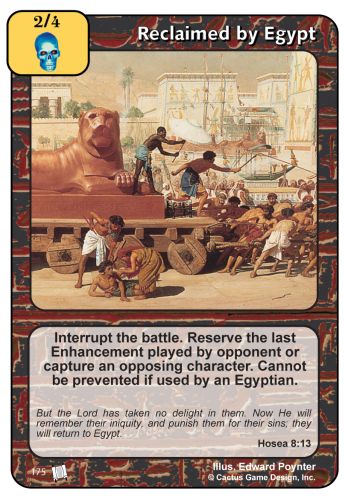 2/4
Reclaimed by Egypt
Interrupt the battle. Reserve the last
Enhancement played by opponent or
capture an opposing character. Cannot
be prevented if used by an Egyptian.
But the Lord has taken no delight in them. Now He will
remember their iniquity, and punish them for their sins; they
will return to Egypt.
Hosea 8:13
Illus. Edward Poynter
175
© Cactus Game Design, Inc.